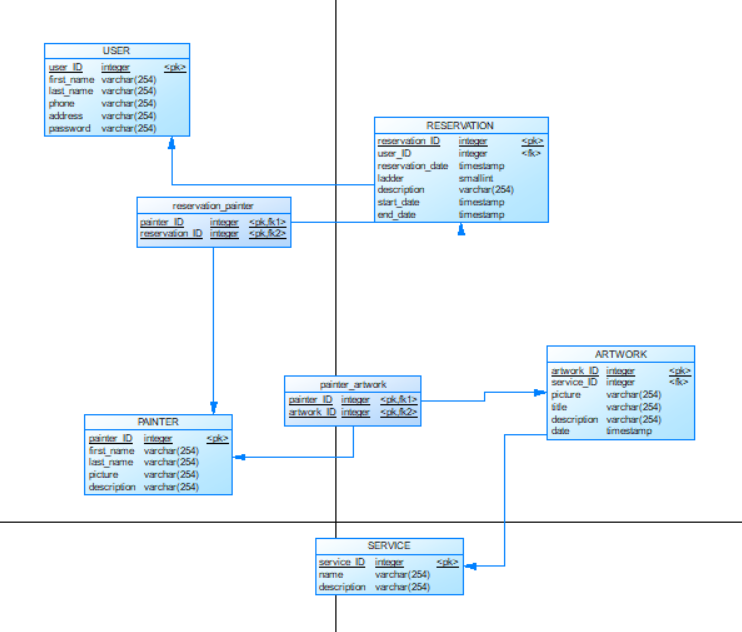 USER
user_ID integer <pk>
first_name varchar(254)
last_name varchar(254)
phone varchar(254)
address varchar(254)
password varchar(254)
RESERVATION
reservation_ID integer <pk>
user_ID integer <fk>
reservation_date timestamp
ladder smallint
description varchar(254)
start_date timestamp
end_date timestamp
reservation_painter
painter_ID integer <pk,fk1>
reservation_ID integer <pk,fk2>
ARTWORK
artwork_ID integer <pk>
service_ID integer <fk>
picture varchar(254)
title varchar(254)
description varchar(254)
date timestamp
painter_artwork
painter_ID integer <pk,fk1>
artwork_ID integer <pk,fk2>
PAINTER
painter_ID integer <pk>
first_name varchar(254)
last_name varchar(254)
picture varchar(254)
description varchar(254)
SERVICE
service_ID integer <pk>
name varchar(254)
description varchar(254)